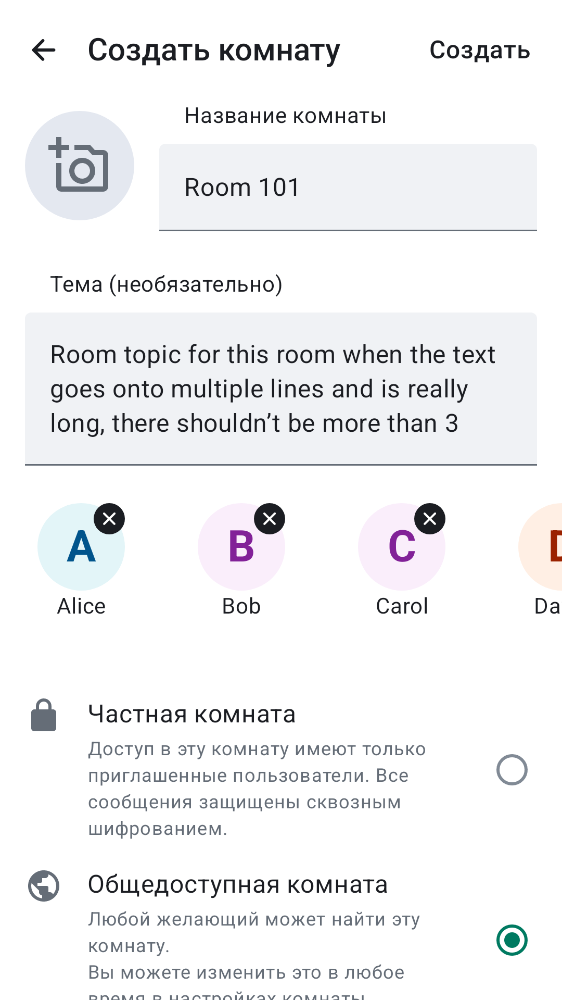 Создать комнату
Создать
Название комнаты
Room 101
Тема (необязательно)
Room topic for this room when the text
goes onto multiple lines and is really
long, there shouldn’t be more than 3
A
B
C
D
Alice
Bob
Carol
Da
Частная комната
Доступ в эту комнату имеют только
приглашенные пользователи. Все
сообщения защищены сквозным
шифрованием.
Общедоступная комната
Любой желающий может найти эту
комнату.
Вы можете изменить это в любое
время в настройках комнаты